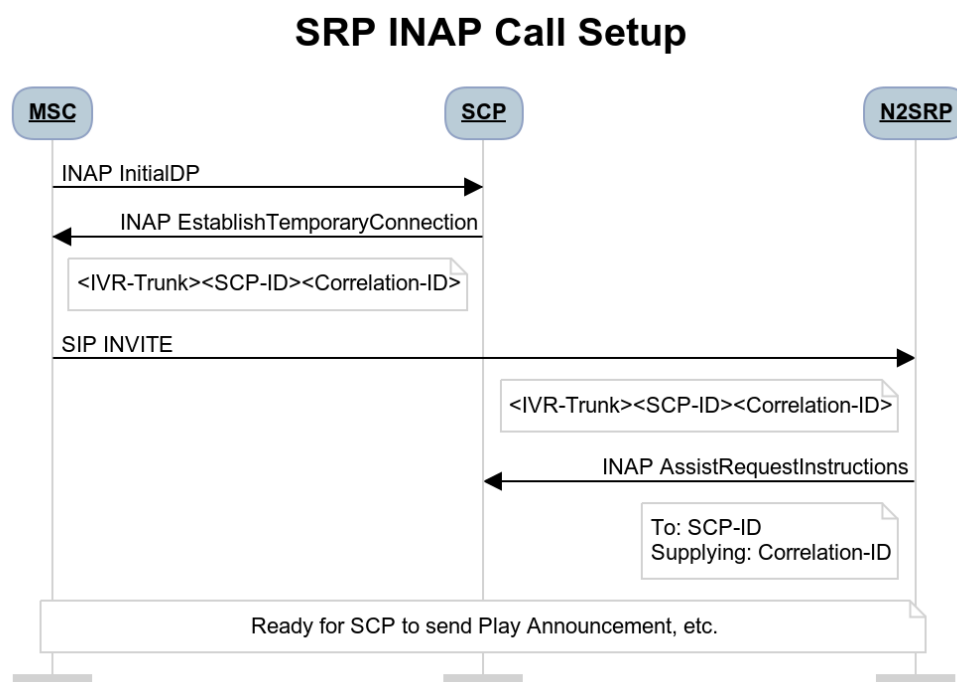 SRP INAP Call Setup
MSC
SCP
N2SRP
INAP InitialDP
INAP EstablishTemporaryConnection
<IVR-Trunk><SCP-ID><Correlation-ID>
SIP INVITE
<IVR-Trunk><SCP-ID><Correlation-ID>
INAP AssistRequestInstructions
To: SCP-ID
Supplying: Correlation-ID
Ready for SCP to send Play Announcement, etc.